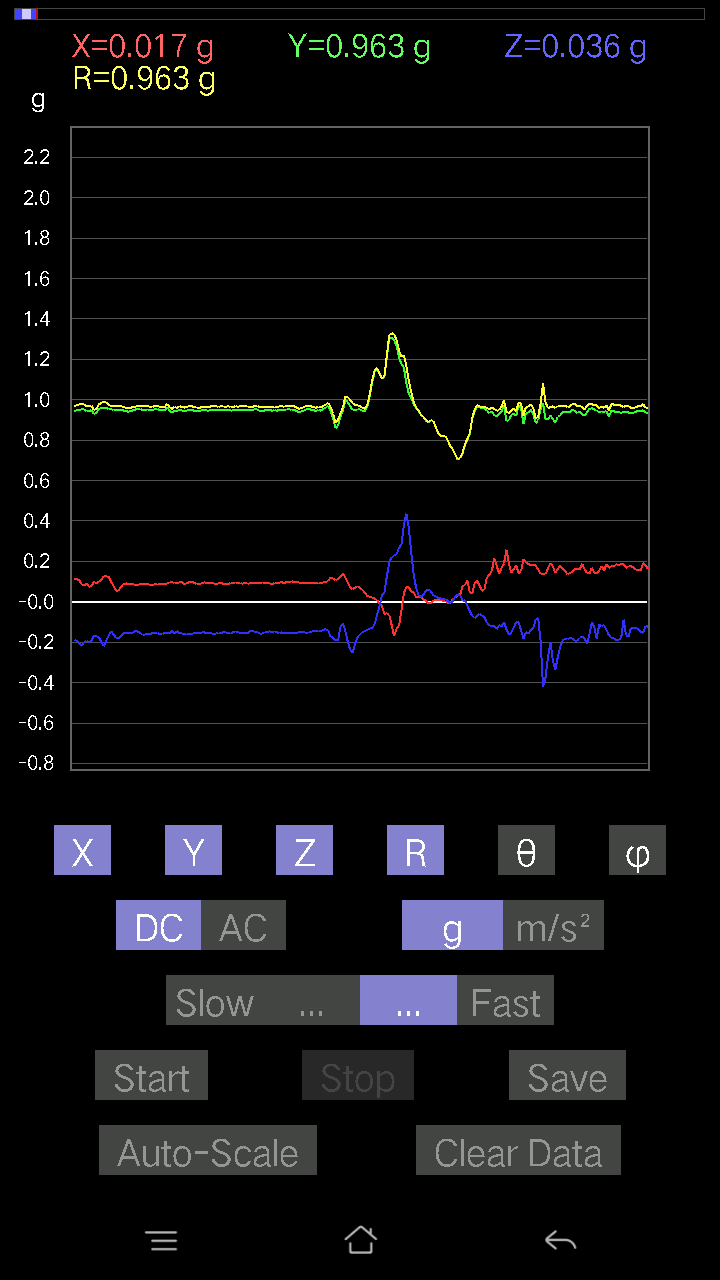 X=0.017 g Y=0.963 g Z=0.036 g
R=0.963 g
g
2.2
2.0
1.8
1.6
1.4
1.2
1.0
0.8
0.6
0.4
0.2
-0.0
-0.2
-0.4
-0.6
-0.8
X Y Z R θ φ
DC AC g m/s²
Slow ... ... Fast
Start Stop Save
Auto-Scale Clear Data